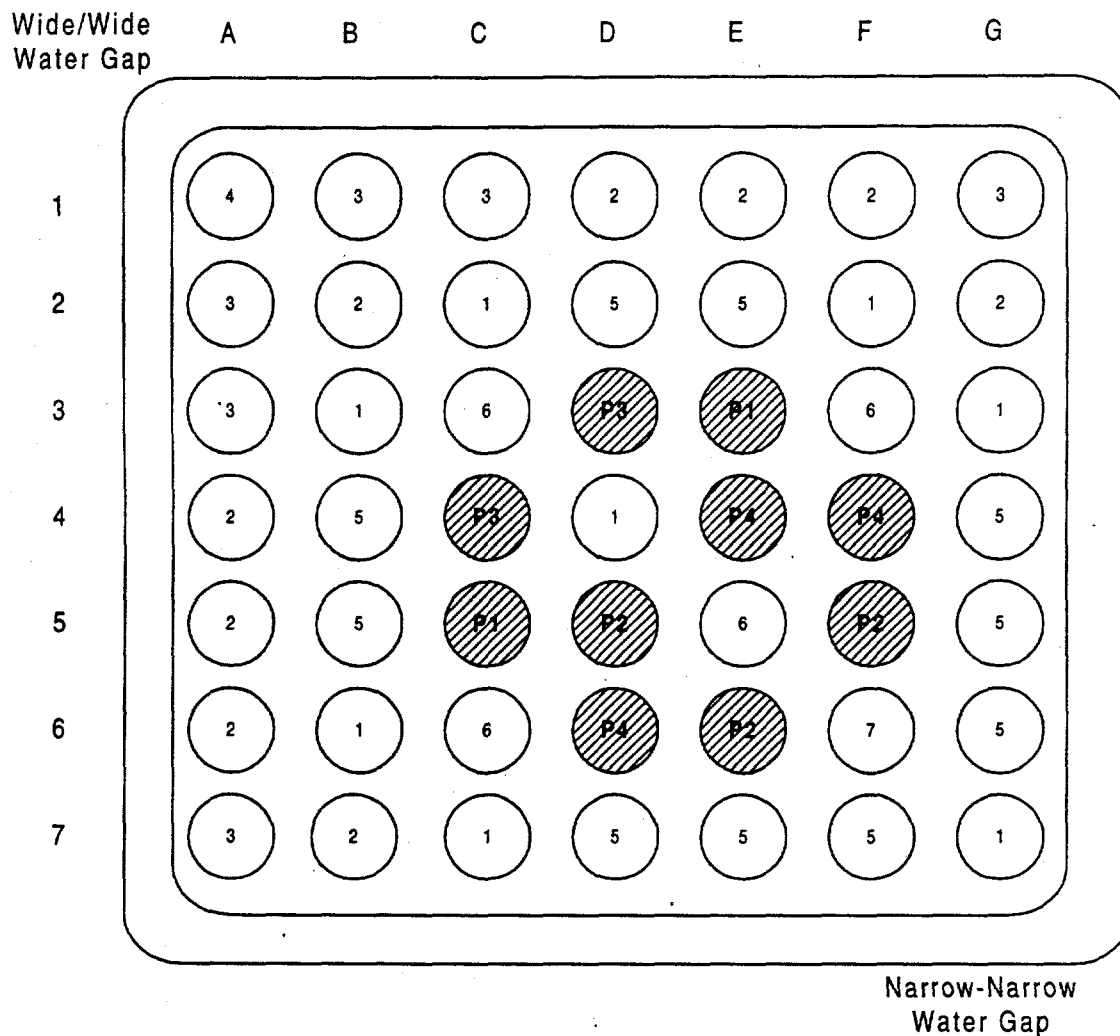 Wide/Wide
Water Gap
A B C D E F G
1 4 3 3 2 2 2 3
2 3 2 1 5 5 1 2
3 3 1 6 P3 P1 6 1
4 2 5 P3 1 P4 P4 5
5 2 5 P1 P2 6 P2 5
6 2 1 6 P4 P2 7 5
7 3 2 1 5 5 5 1
Narrow-Narrow
Water Gap